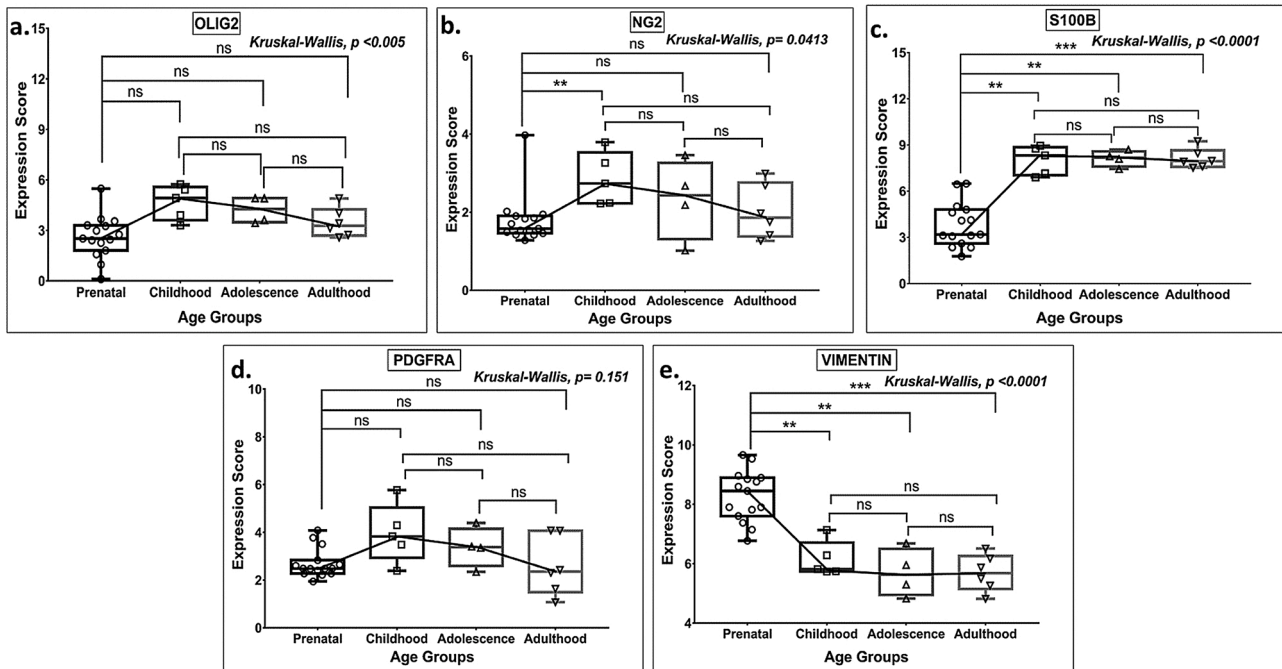 a.
OLIG2
Kruskal-Wallis, p <0.005
ns
ns
ns
ns
ns
ns
Expression Score
15
12
9
6
3
0
Prenatal Childhood Adolescence Adulthood
Age Groups
b.
NG2
Kruskal-Wallis, p= 0.0413
ns
ns
**
ns
ns
ns
Expression Score
6
4
2
0
Prenatal Childhood Adolescence Adulthood
Age Groups
c.
S100B
Kruskal-Wallis, p <0.0001
***
**
**
ns
ns
ns
Expression Score
15
12
9
6
3
0
Prenatal Childhood Adolescence Adulthood
Age Groups
d.
PDGFRA
Kruskal-Wallis, p= 0.151
ns
ns
ns
ns
ns
ns
Expression Score
10
8
6
4
2
0
Prenatal Childhood Adolescence Adulthood
Age Groups
e.
VIMENTIN
Kruskal-Wallis, p <0.0001
***
**
**
ns
ns
ns
Expression Score
12
10
8
6
4
Prenatal Childhood Adolescence Adulthood
Age Groups